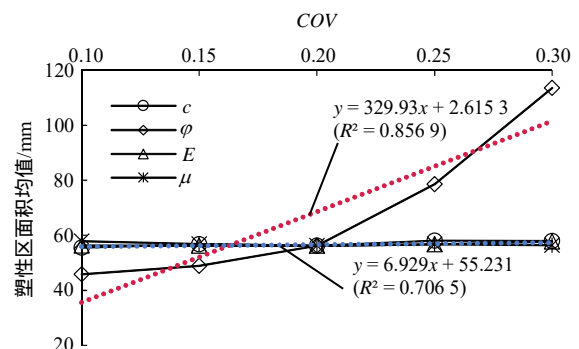 COV
0.10 0.15 0.20 0.25 0.30
120
100
80
60
40
20
塑性区面积均值/mm
c
φ
E
μ
y = 329.93x + 2.615 3
(R² = 0.856 9)
y = 6.929x + 55.231
(R² = 0.706 5)